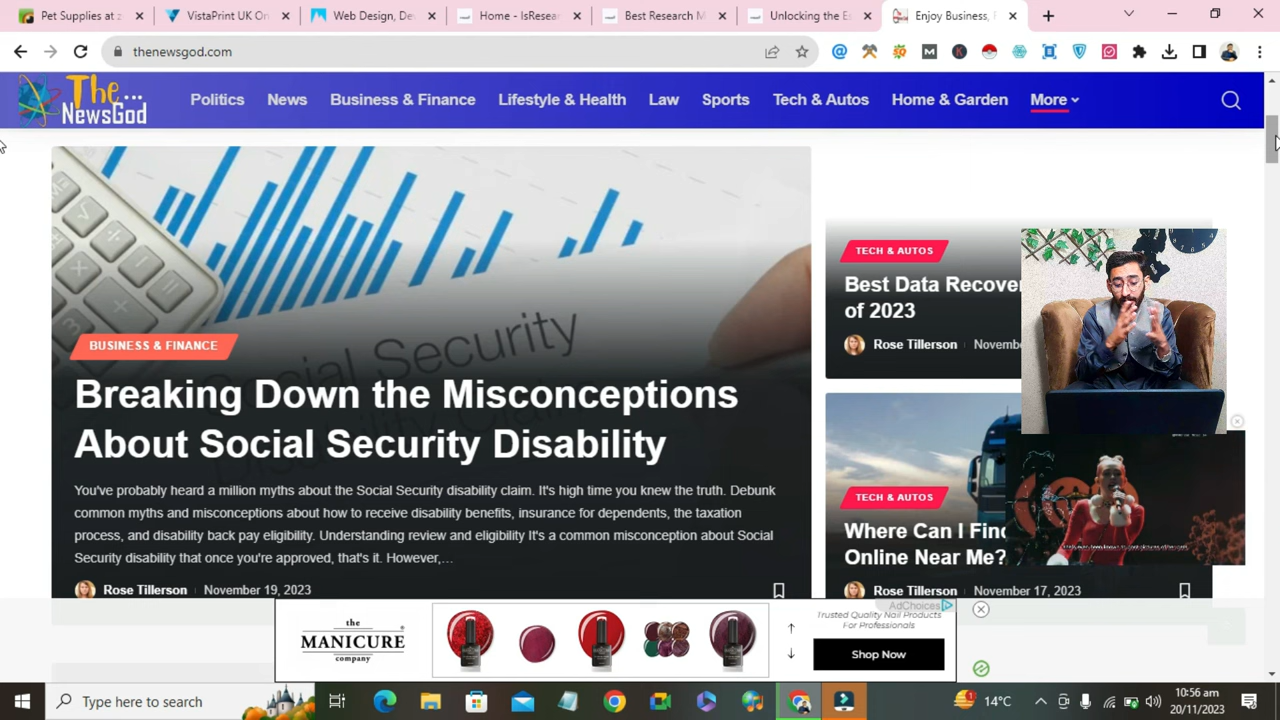 Pet Supplies at z
VistaPrint UK On
Web Design, De
Home - IsResea
Best Research M
Unlocking the Es
Enjoy Business, F
thenewsgod.com
The...
NewsGod
Politics
News
Business & Finance
Lifestyle & Health
Law
Sports
Tech & Autos
Home & Garden
More
Social Security
BUSINESS & FINANCE
Breaking Down the Misconceptions
About Social Security Disability
You've probably heard a million myths about the Social Security disability claim. It's high time you knew the truth. Debunk
common myths and misconceptions about how to receive disability benefits, insurance for dependents, the taxation
process, and disability back pay eligibility. Understanding review and eligibility It's a common misconception about Social
Security disability that once you're approved, that's it. However,...
Rose Tillerson
November 19, 2023
TECH & AUTOS
Best Data Recover
of 2023
Rose Tillerson
Novemb
TECH & AUTOS
Where Can I Find
Online Near Me?
Rose Tillerson
November 17, 2023
the
MANICURE
company
AdChoices
Trusted Quality Nail Products
For Professionals
Shop Now
Type here to search
1
14°C
10:56 am
20/11/2023